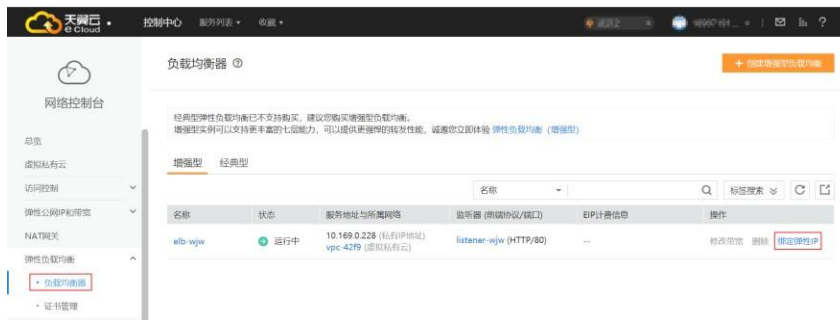 天翼云
e Cloud
控制中心 服务列表 收藏
网络控制台
总览
虚拟私有云
访问控制
弹性公网IP和带宽
NAT网关
弹性负载均衡
负载均衡器
证书管理
负载均衡器
+ 创建增强型负载均衡
经典型弹性负载均衡已不支持购买，建议您购买增强型负载均衡。
增强型实例可以支持更丰富的七层能力，可以提供更强悍的转发性能，诚邀您立即体验 弹性负载均衡（增强型）
增强型 经典型
名称 标签搜索
名称 状态 服务地址与所属网络 监听器 (前端协议/端口) EIP计费信息 操作
elb-wjw 运行中 10.169.0.228 (私有IP地址) listener-wjw (HTTP/80) -- 修改带宽 删除 绑定弹性IP
vpc-42f9 (虚拟私有云)